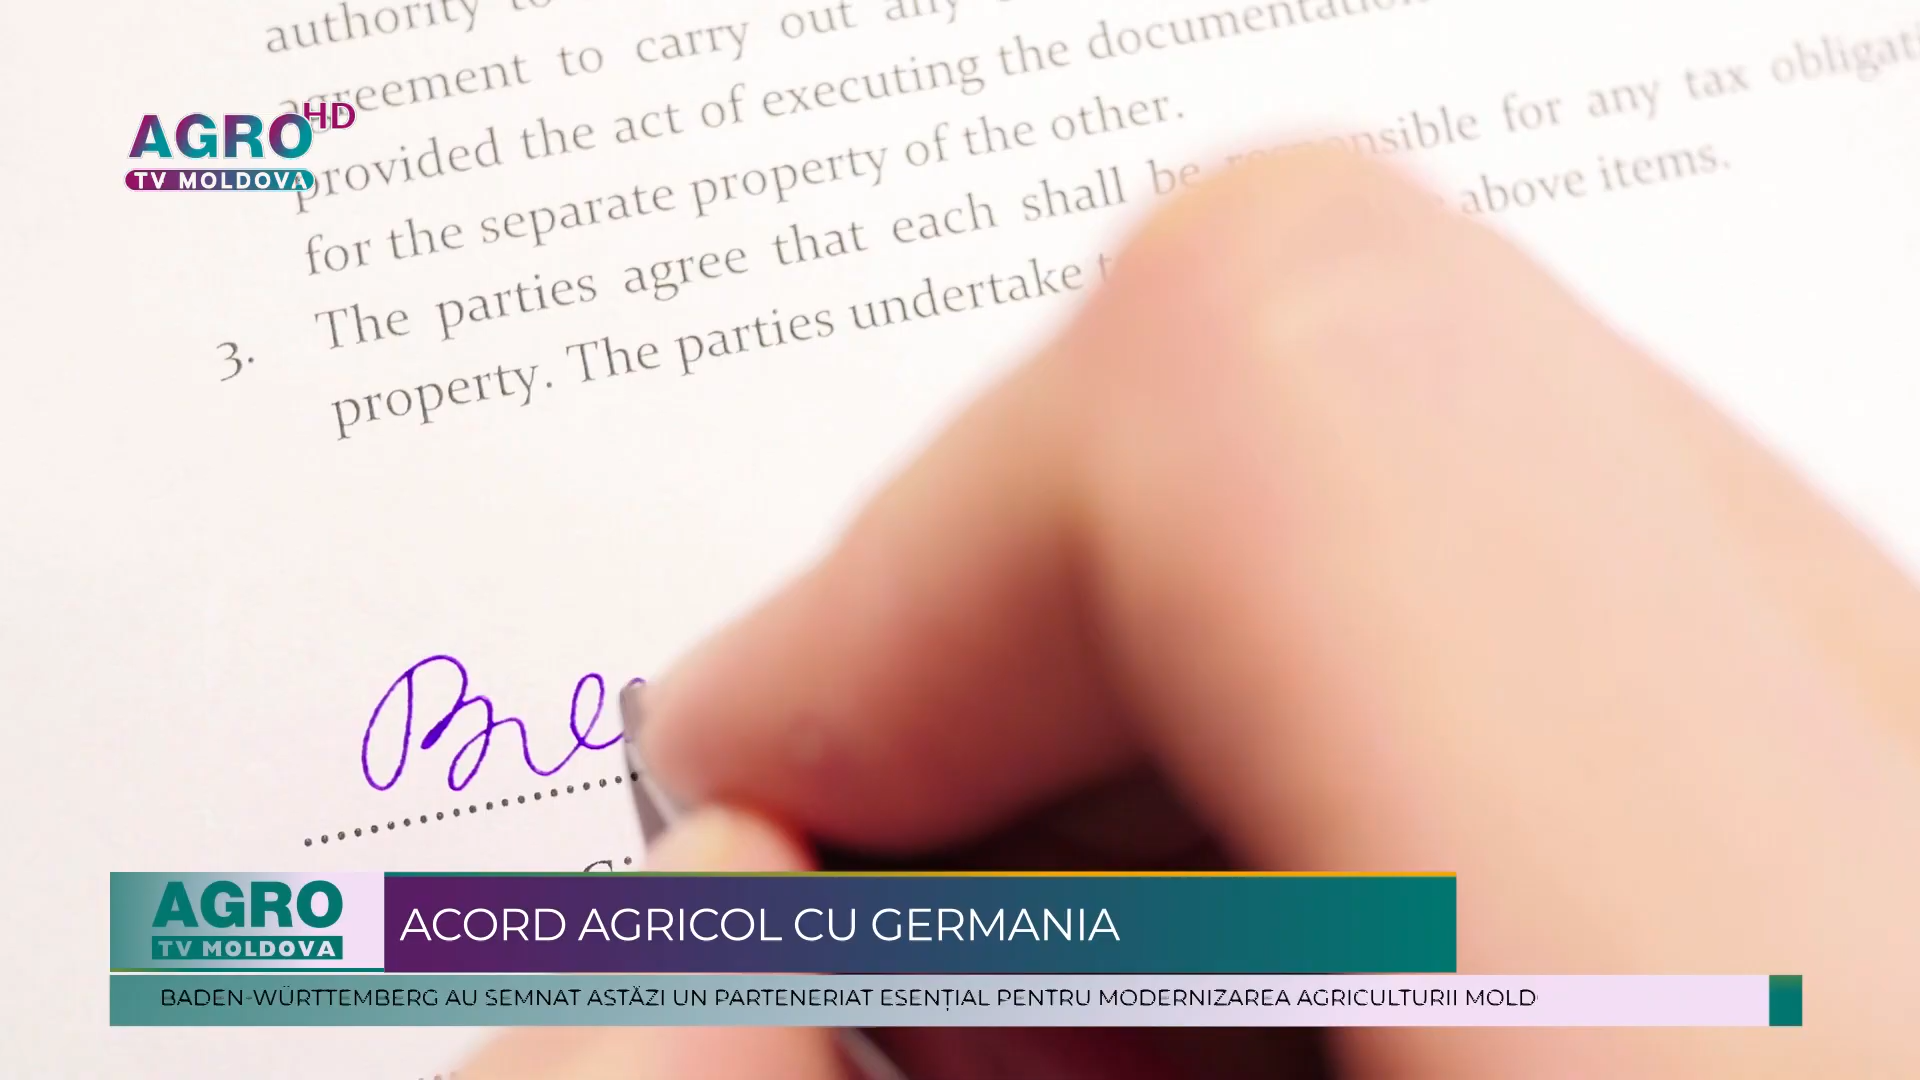 authority
agreement to carry out any
provided the act of executing the
for the separate property of the other.
3. The parties agree that each shall be responsible for any tax
property. The parties undertake above items.
AGRO HD
TV MOLDOVA
Bre
AGRO
TV MOLDOVA
ACORD AGRICOL CU GERMANIA
BADEN-WÜRTTEMBERG AU SEMNAT ASTĂZI UN PARTENERIAT ESENȚIAL PENTRU MODERNIZAREA AGRICULTURII MOLD